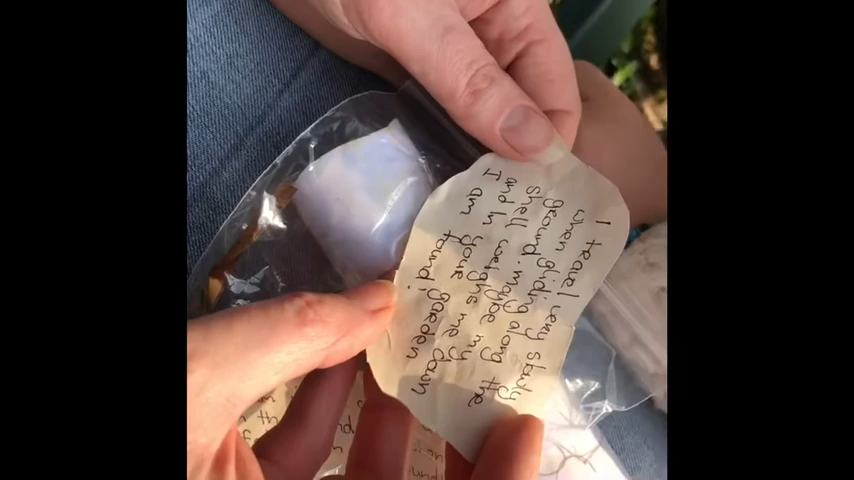 I travel very slowly
when gliding along the
ground. maybe my
shell weighs me down
and In your garden
I am found!